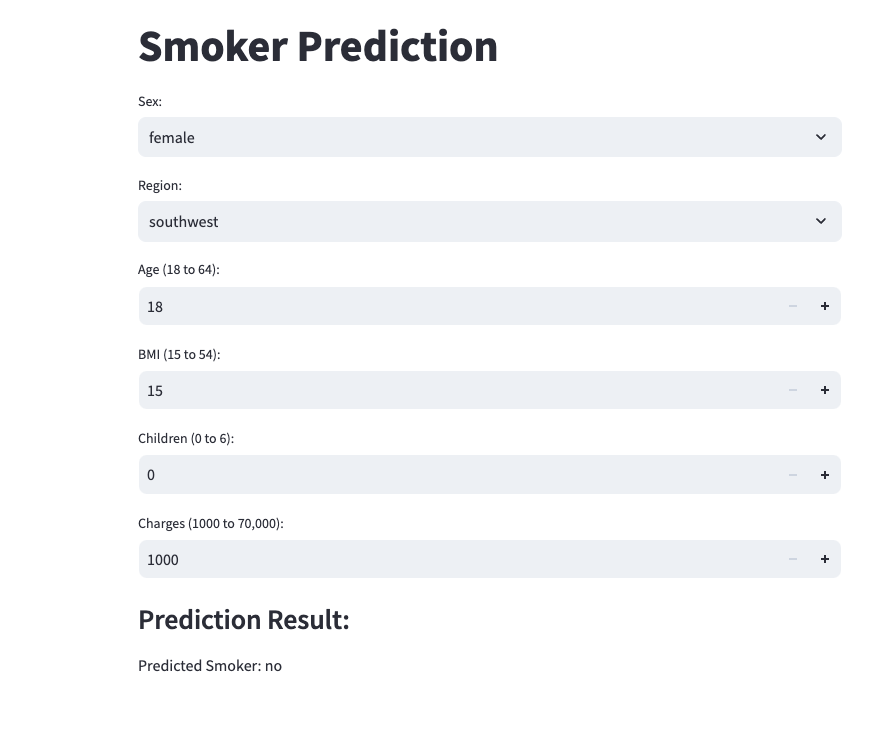 Smoker Prediction
Sex:
female
Region:
southwest
Age (18 to 64):
18
BMI (15 to 54):
15
Children (0 to 6):
0
Charges (1000 to 70,000):
1000
Prediction Result:
Predicted Smoker: no